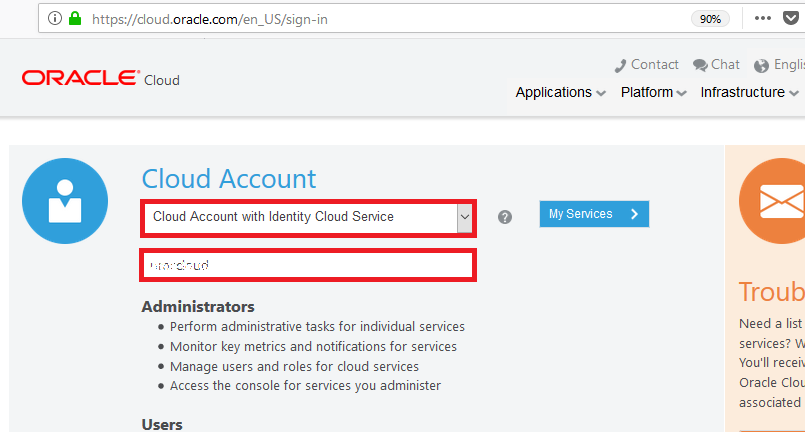 https://cloud.oracle.com/en_US/sign-in
90%
ORACLE Cloud
Contact Chat
Applications Platform Infrastructure
Cloud Account
Cloud Account with Identity Cloud Service
My Services
Administrators
Perform administrative tasks for individual services
Monitor key metrics and notifications for services
Manage users and roles for cloud services
Access the console for services you administer
Users
Troub
Need a list
services? W
You'll recei
Oracle Clou
associated